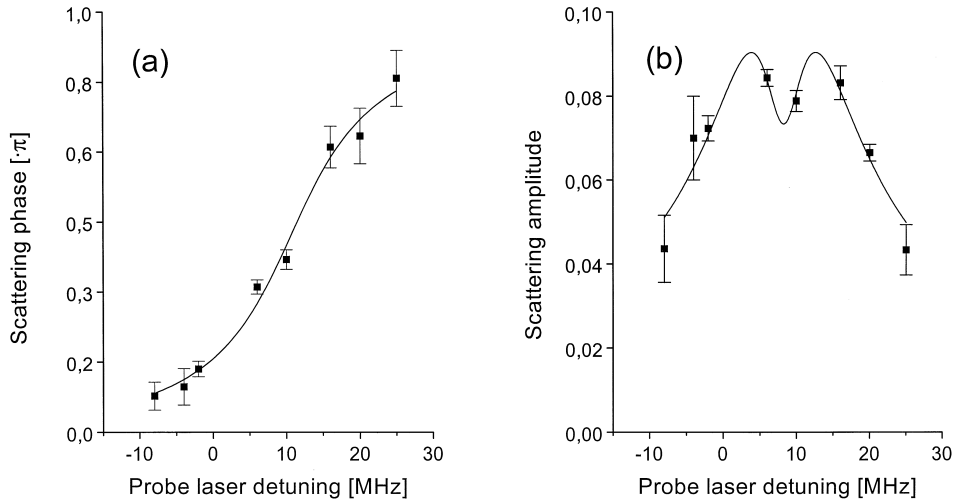 (a)
Scattering phase [·π]
1,0
0,8
0,6
0,5
0,3
0,2
0,0
-10 0 10 20 30
Probe laser detuning [MHz]
(b)
Scattering amplitude
0,10
0,08
0,06
0,04
0,02
0,00
-10 0 10 20 30
Probe laser detuning [MHz]